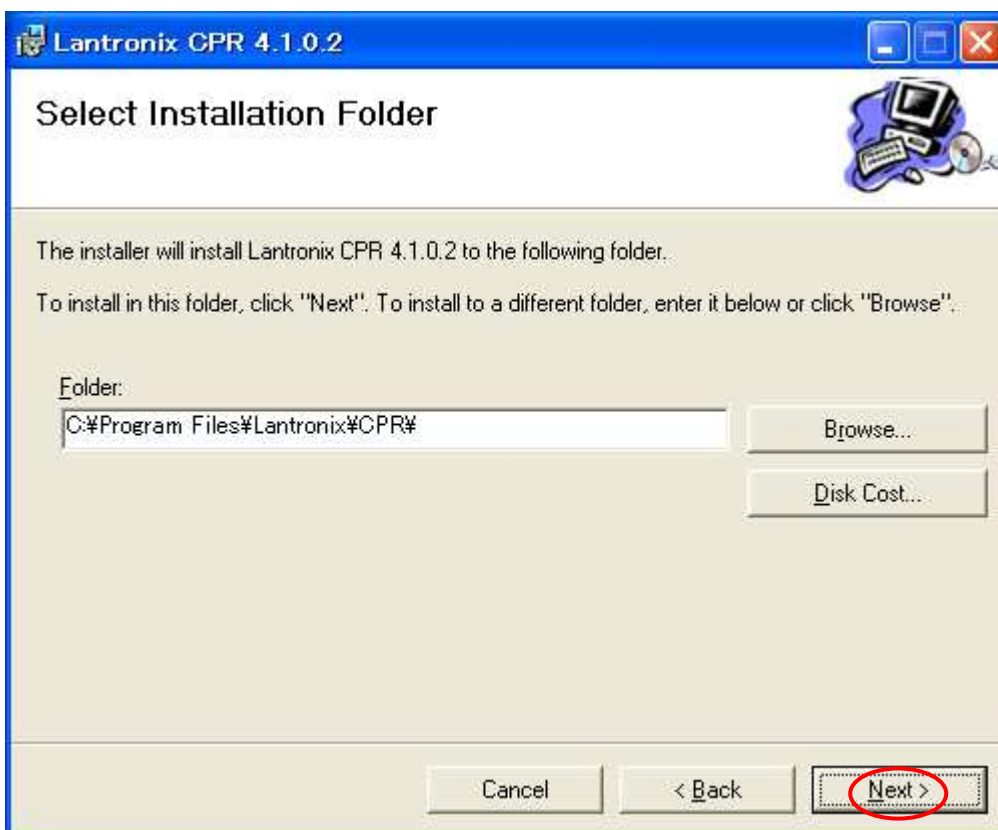 Lantronix CPR 4.1.0.2
Select Installation Folder
The installer will install Lantronix CPR 4.1.0.2 to the following folder.
To install in this folder, click "Next". To install to a different folder, enter it below or click "Browse".
Folder:
C:¥Program Files¥Lantronix¥CPR¥
Browse...
Disk Cost...
Cancel
< Back
Next >